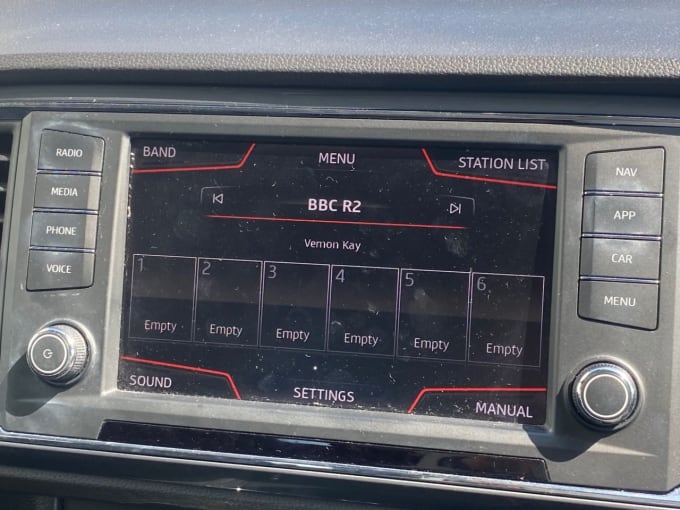 RADIO
MEDIA
PHONE
VOICE
BAND
MENU
STATION LIST
BBC R2
Vernon Kay
1 2 3 4 5 6
Empty Empty Empty Empty Empty Empty
SOUND
SETTINGS
MANUAL
NAV
APP
CAR
MENU